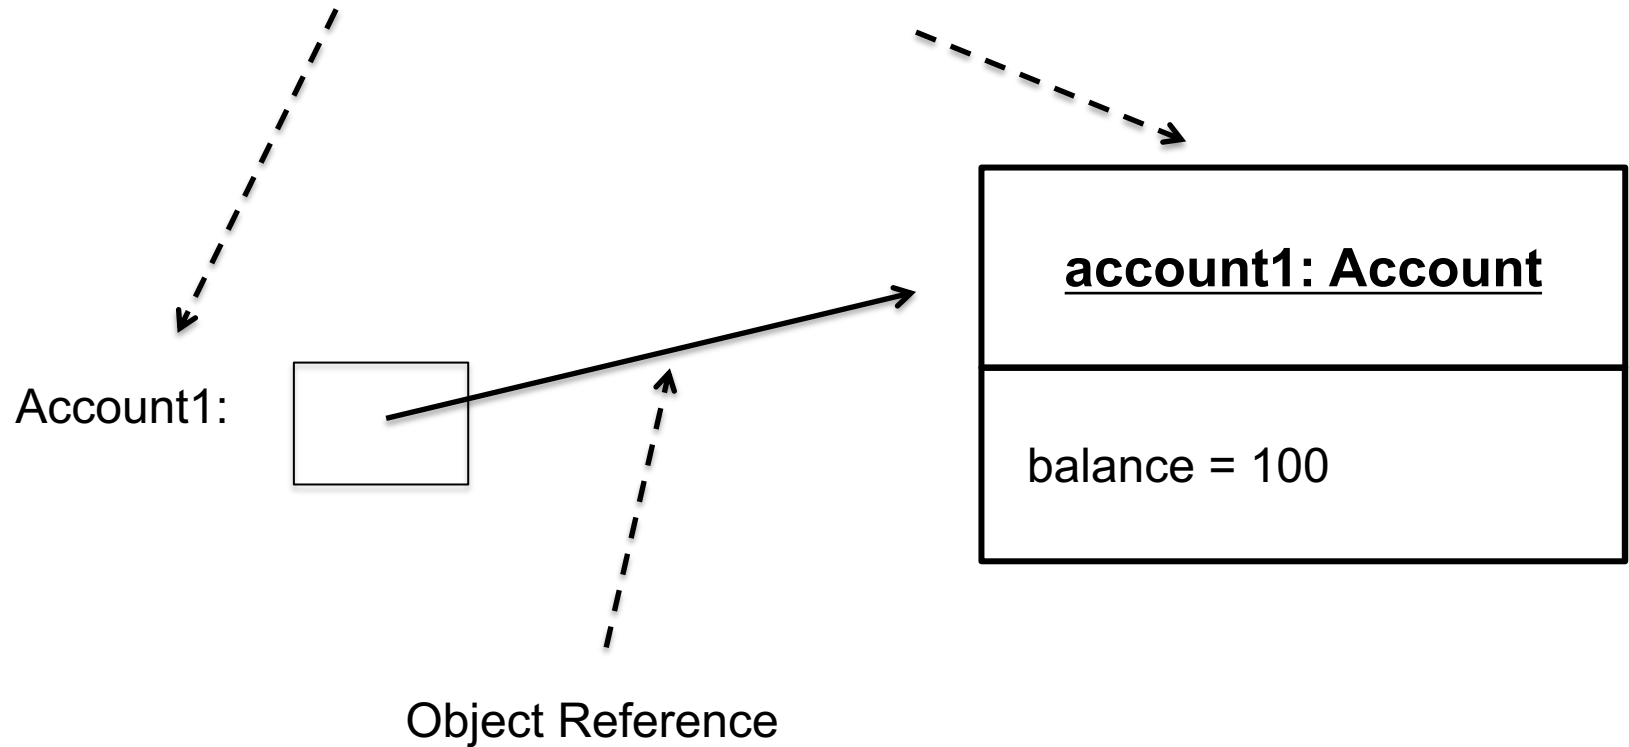 account1: Account
Account1:
balance = 100
Object Reference